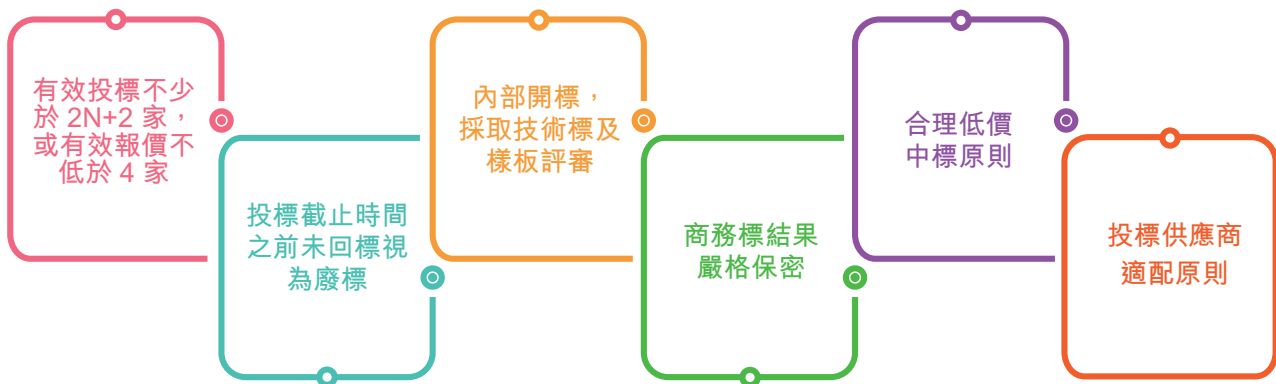 有效投標不少
於 2N+2 家，
或有效報價不
低於 4 家
投標截止時間
之前未回標視
為廢標
內部開標，
採取技術標及
樣板評審
商務標結果
嚴格保密
合理低價
中標原則
投標供應商
適配原則